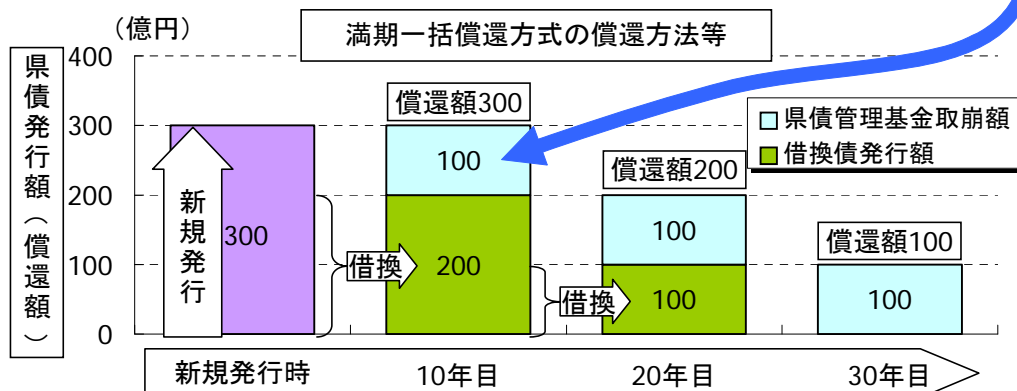 （億円）
満期一括償還方式の償還方法等
県債発行額（償還額）
400
300
200
100
0
新規発行
300
借換
償還額300
100
200
借換
償還額200
100
100
償還額100
100
県債管理基金取崩額
借換債発行額
新規発行時
10年目
20年目
30年目